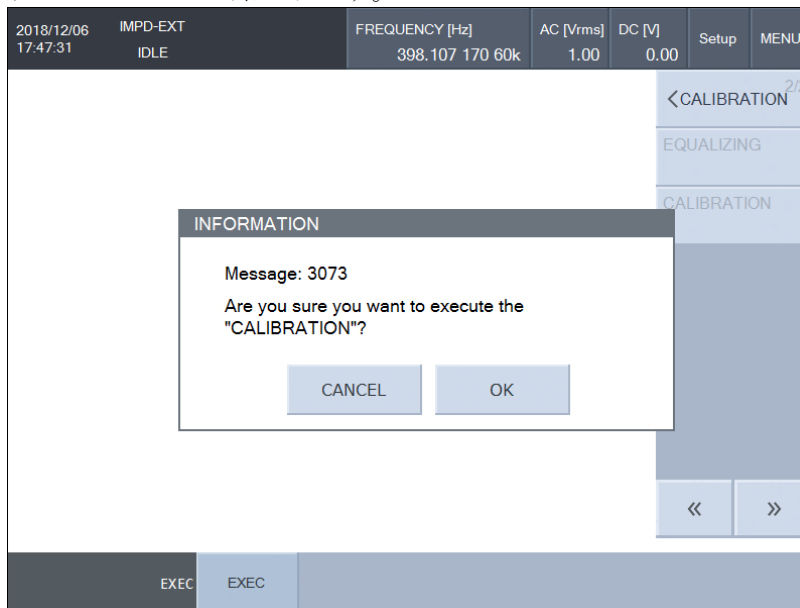 2018/12/06
17:47:31
IMPD-EXT
IDLE
FREQUENCY [Hz]
398.107 170 60k
AC [Vrms]
1.00
DC [V]
0.00
Setup
MENU
2/2
<CALIBRATION
EQUALIZING
CALIBRATION
INFORMATION
Message: 3073
Are you sure you want to execute the
"CALIBRATION"?
CANCEL
OK
«
»
EXEC
EXEC